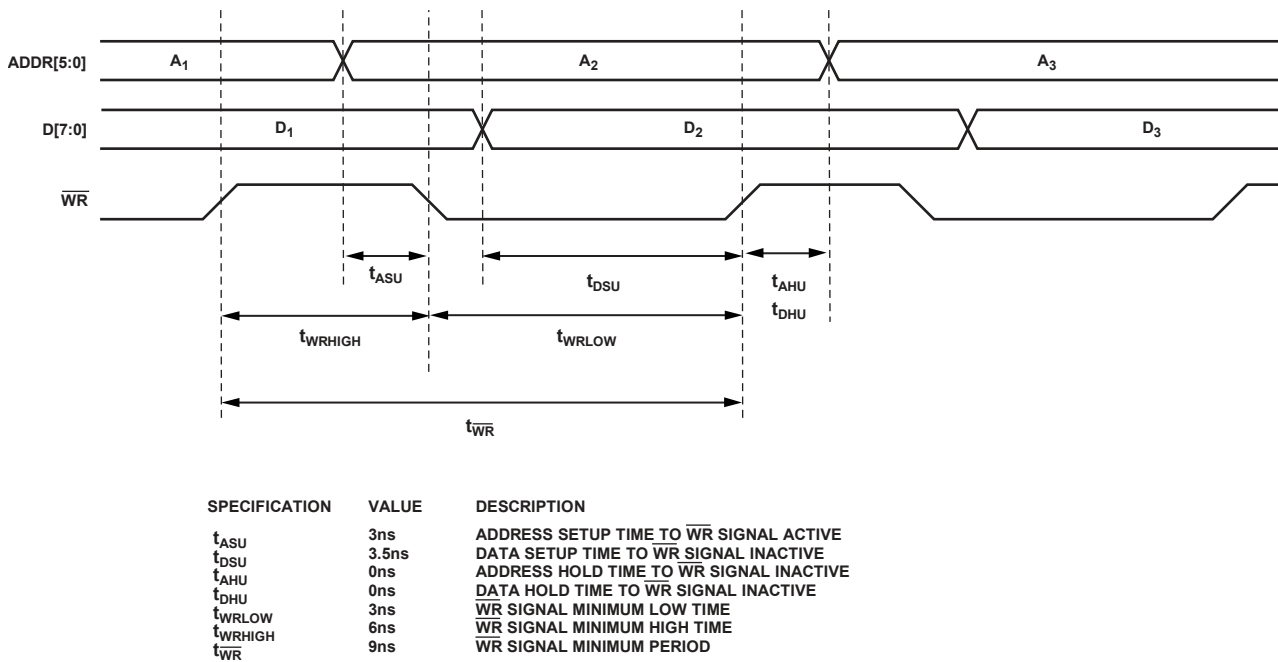 ADDR[5:0] A1 A2 A3
D[7:0] D1 D2 D3
WR
tASU tDSU tAHU
tDHU
tWRHIGH tWRLOW
tWR
SPECIFICATION VALUE DESCRIPTION
tASU 3ns ADDRESS SETUP TIME TO WR SIGNAL ACTIVE
tDSU 3.5ns DATA SETUP TIME TO WR SIGNAL INACTIVE
tAHU 0ns ADDRESS HOLD TIME TO WR SIGNAL INACTIVE
tDHU 0ns DATA HOLD TIME TO WR SIGNAL INACTIVE
tWRLOW 3ns WR SIGNAL MINIMUM LOW TIME
tWRHIGH 6ns WR SIGNAL MINIMUM HIGH TIME
tWR 9ns WR SIGNAL MINIMUM PERIOD